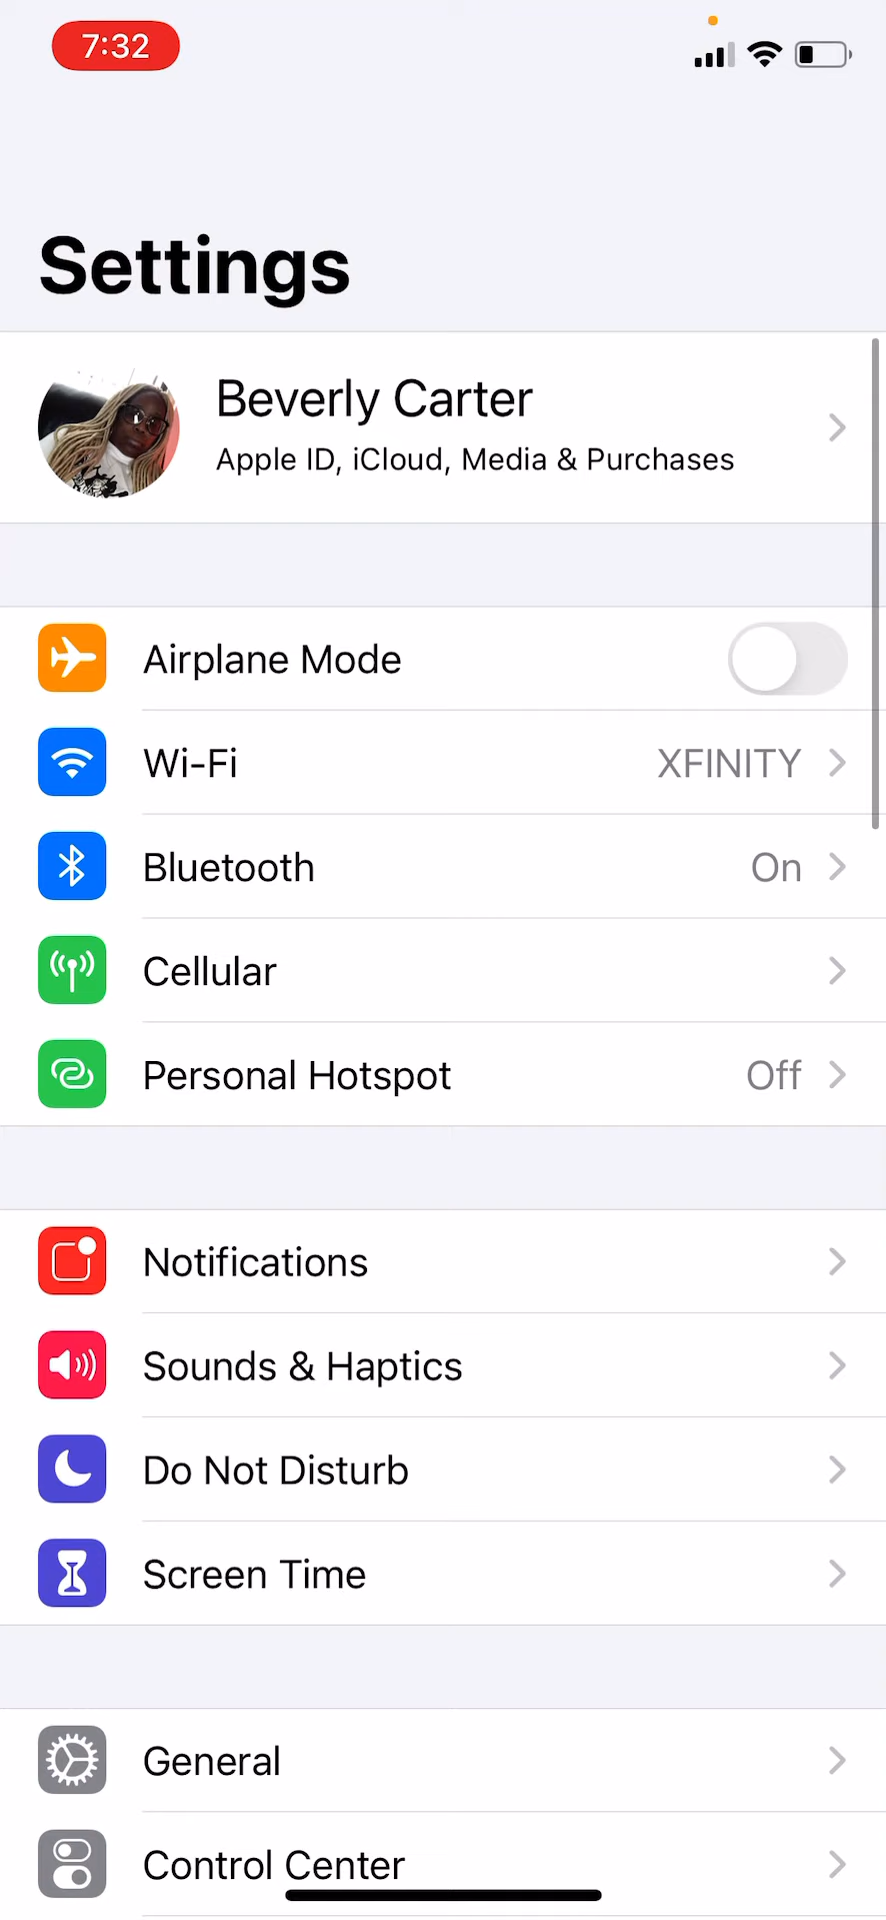 7:32
Settings
Beverly Carter
Apple ID, iCloud, Media & Purchases
Airplane Mode
Wi-Fi XFINITY
Bluetooth On
Cellular
Personal Hotspot Off
Notifications
Sounds & Haptics
Do Not Disturb
Screen Time
General
Control Center